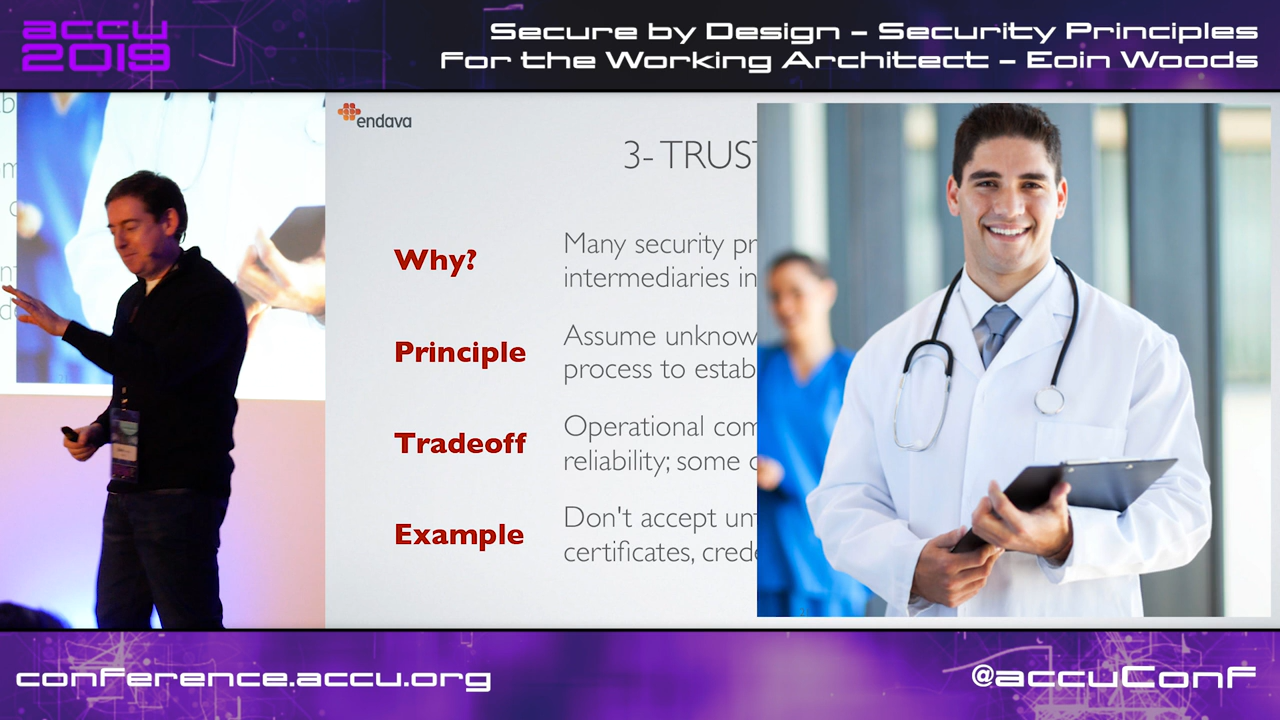 accu
2019
Secure by Design – Security Principles
for the Working Architect – Eoin Woods
endava
3- TRUST
Why?
Many security pr
intermediaries in
Principle
Assume unknow
process to estab
Tradeoff
Operational com
reliability; some
Example
Don't accept un
certificates, crede
conference.accu.org
@accuConf